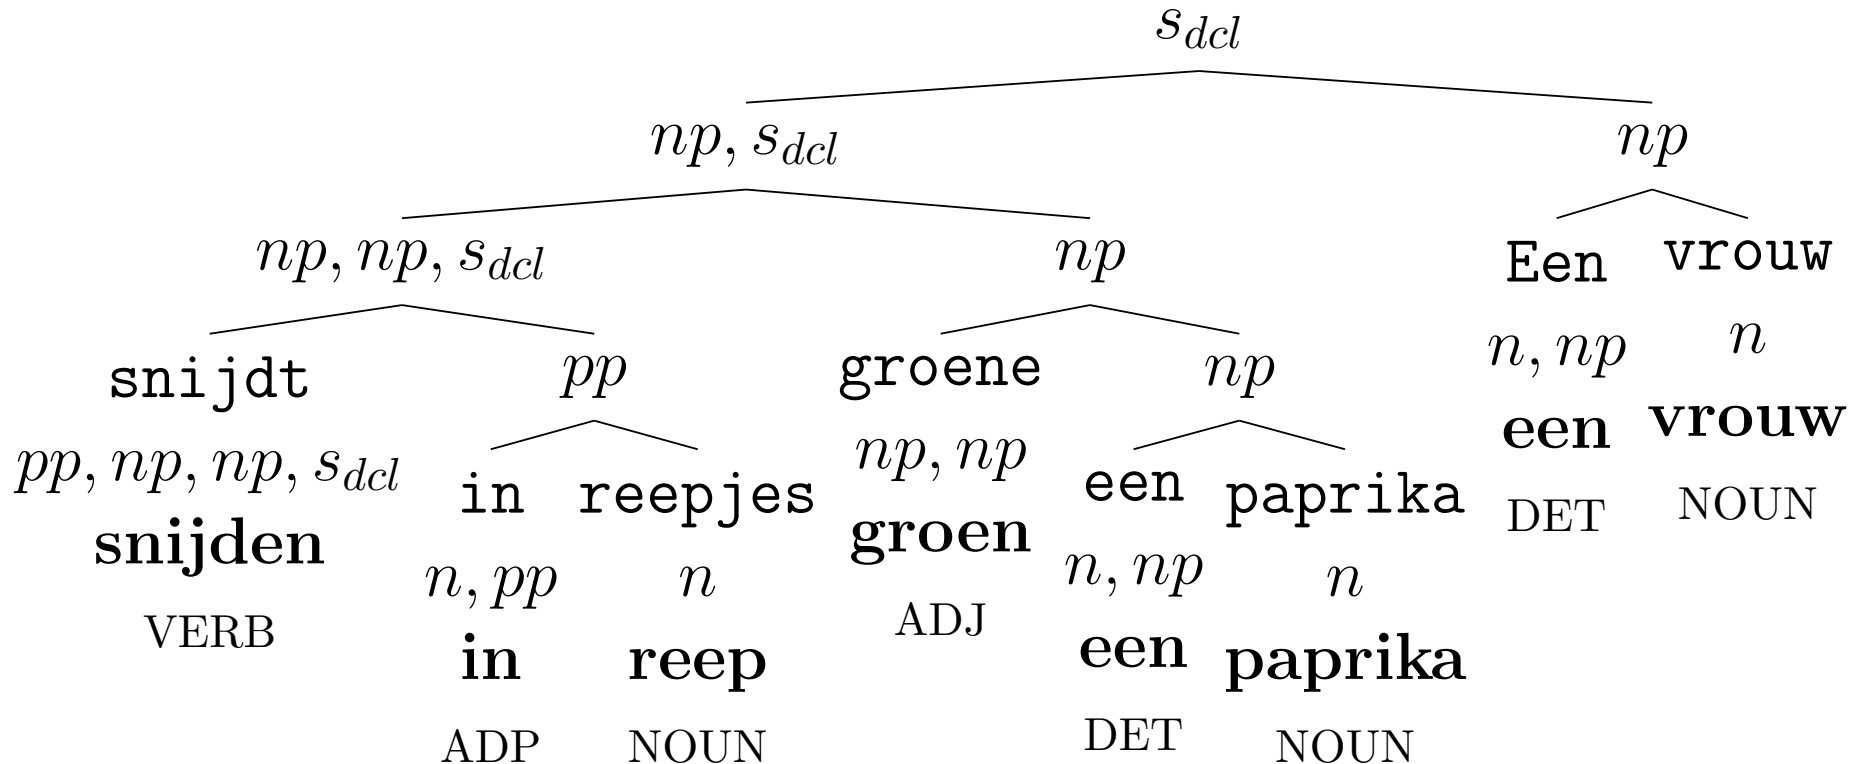 s_dcl
np, s_dcl np
np, np, s_dcl np Een vrouw
snijdt pp groene np n, np n
pp, np, np, s_dcl in reepjes np, np een paprika een vrouw
snijden n, pp n groen n, np n DET NOUN
VERB in reep ADJ een paprika
ADP NOUN DET NOUN